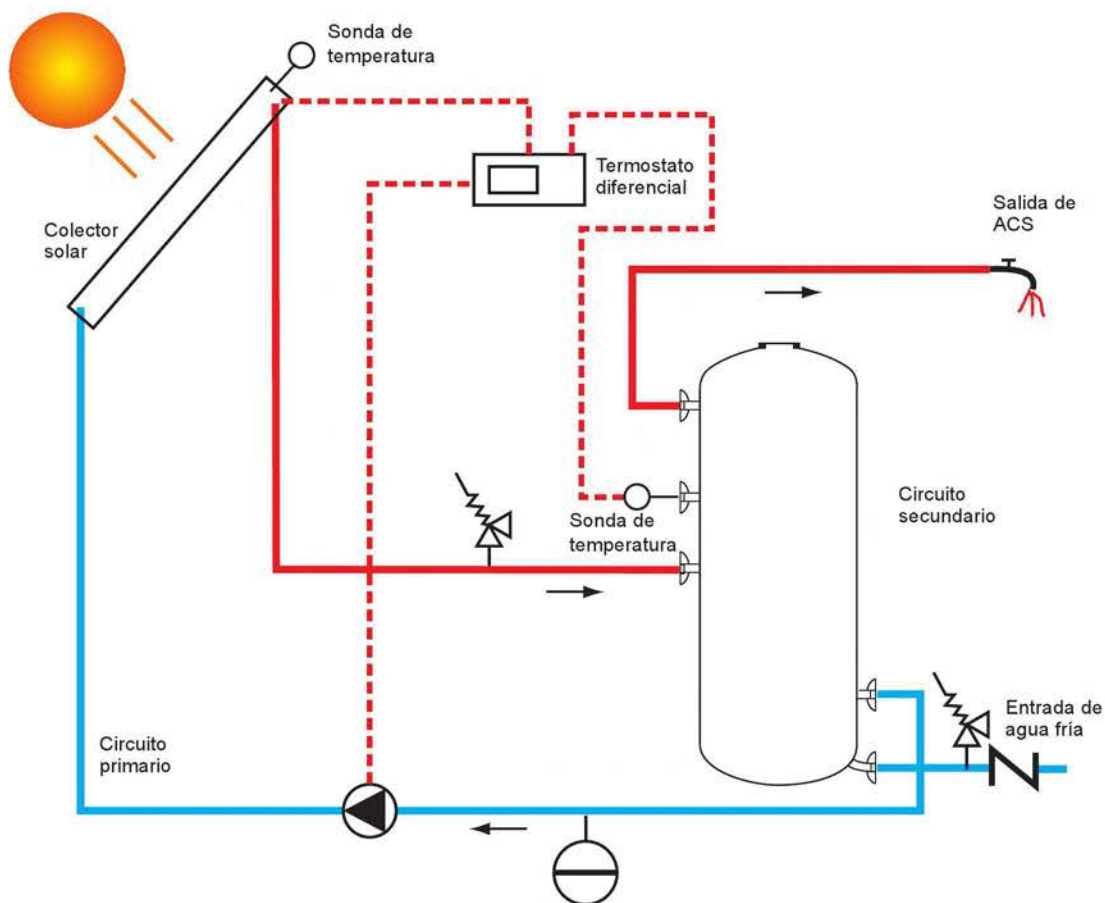 Sonda de
temperatura
Termostato
diferencial
Salida de
ACS
Colector
solar
Circuito
secundario
Sonda de
temperatura
Entrada de
agua fría
Circuito
primario